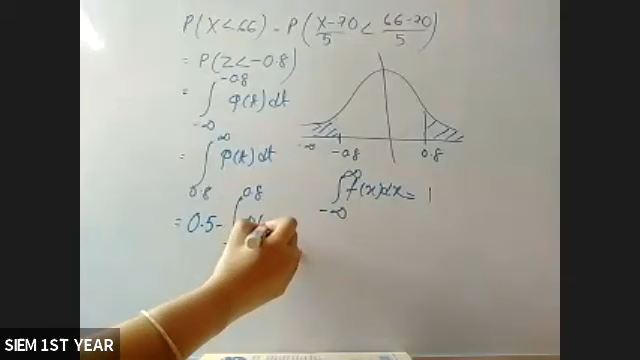 P(X<66) = P(X-70/5 < 66-70/5)
= P(Z<-0.8)
= ∫_{-∞}^{-0.8} φ(t)dt
-∞ -0.8 0.8
= ∫_{0.8}^{∞} φ(t)dt
∫_{-∞}^{∞} f(x)dx = 1
= 0.5 - ∫^{0.8}
SIEM 1ST YEAR